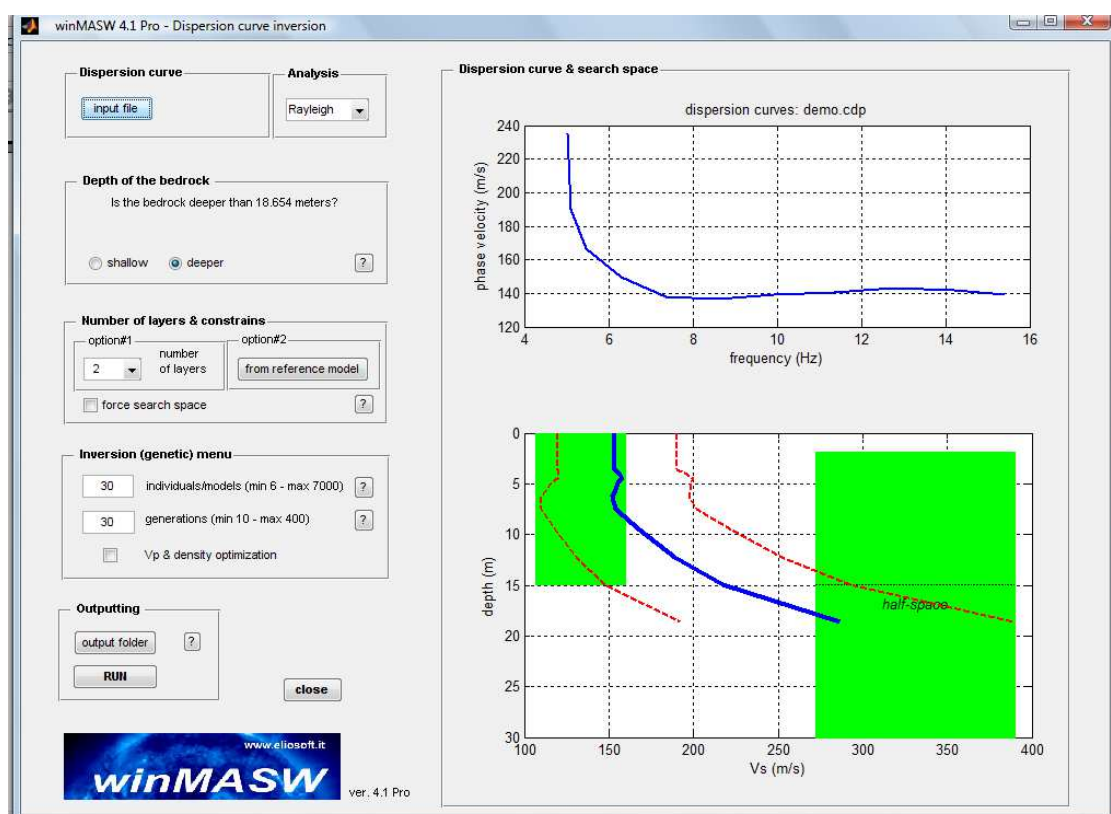 winMASW 4.1 Pro - Dispersion curve inversion
Dispersion curve
input file
Analysis
Rayleigh
Depth of the bedrock
Is the bedrock deeper than 18.654 meters?
shallow
deeper
?
Number of layers & constrains
option#1
2
number
of layers
option#2
from reference model
force search space
?
Inversion (genetic) menu
30
individuals/models (min 6 - max 7000)
?
30
generations (min 10 - max 400)
?
Vp & density optimization
Outputting
output folder
?
RUN
close
www.eliosoft.it
winMASW
ver. 4.1 Pro
Dispersion curve & search space
dispersion curves: demo.cdp
240
220
200
180
160
140
120
phase velocity (m/s)
4
6
8
10
12
14
16
frequency (Hz)
0
5
10
15
20
25
30
depth (m)
half-space
100
150
200
250
300
350
400
Vs (m/s)